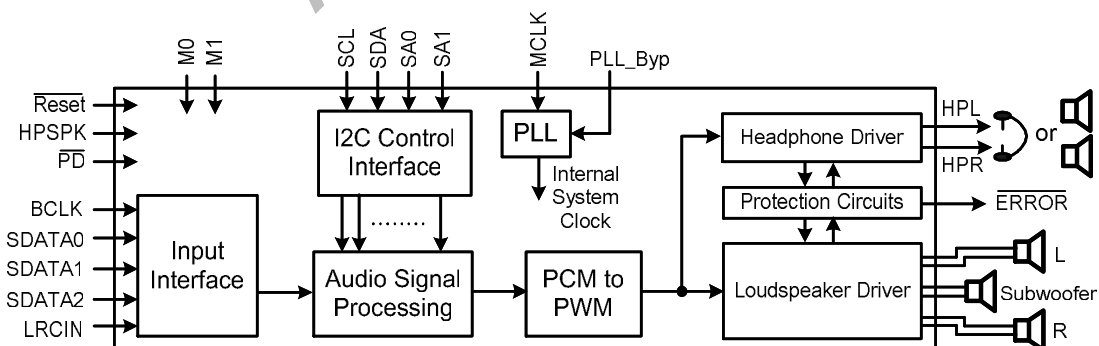 M0
M1
SCL
SDA
SA0
SA1
MCLK
PLL_Byp
Reset
HPSPK
PD
BCLK
SDATA0
SDATA1
SDATA2
LRCIN
I2C Control
Interface
PLL
Internal
System
Clock
Input
Interface
........
Audio Signal
Processing
PCM to
PWM
Headphone Driver
Protection Circuits
Loudspeaker Driver
HPL
HPR
or
ERROR
L
Subwoofer
R